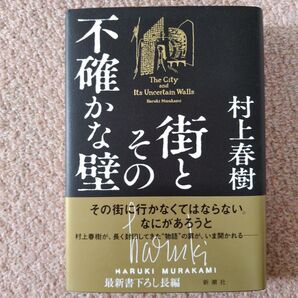 The City
and
Its Uncertain Walls
Haruki Murakami
街とその
不確かな壁
村上春樹
その街に行かなくてはならない。
なにがあろうと
村上春樹が、長く封印してきた“物語”の扉が、いま開かれる——
Haruki
HARUKI MURAKAMI
最新書下ろし長編
新潮社